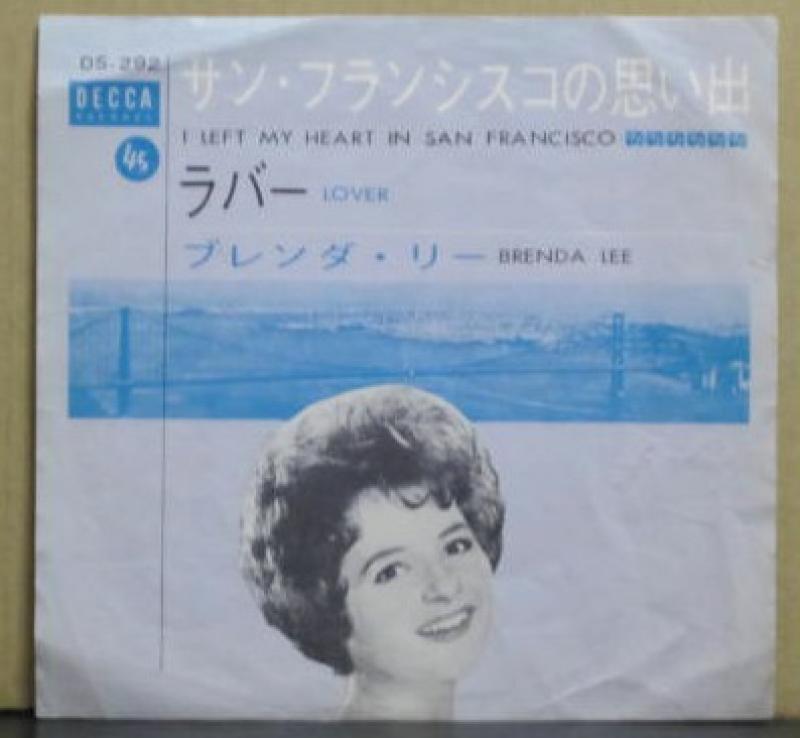 DS-292
DECCA
RECORDS
45
サン・フランシスコの思い出
I LEFT MY HEART IN SAN FRANCISCO
ラバー LOVER
ブレンダ・リー BRENDA LEE